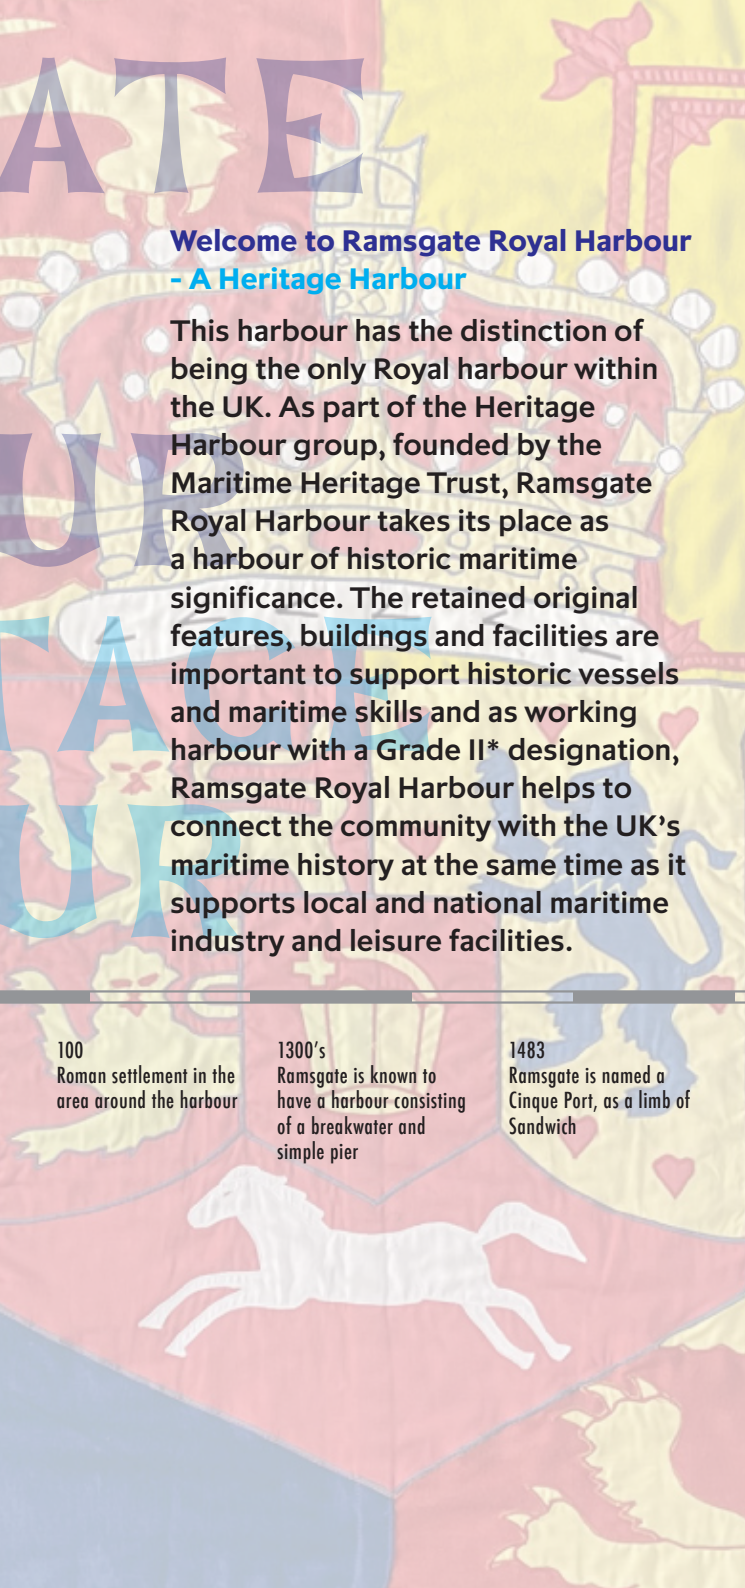 ATE
Welcome to Ramsgate Royal Harbour
- A Heritage Harbour
This harbour has the distinction of
being the only Royal harbour within
the UK. As part of the Heritage
Harbour group, founded by the
Maritime Heritage Trust, Ramsgate
Royal Harbour takes its place as
a harbour of historic maritime
significance. The retained original
features, buildings and facilities are
important to support historic vessels
and maritime skills and as working
harbour with a Grade II* designation,
Ramsgate Royal Harbour helps to
connect the community with the UK’s
maritime history at the same time as it
supports local and national maritime
industry and leisure facilities.
UR
TAGE
UR
100
Roman settlement in the
area around the harbour
1300’s
Ramsgate is known to
have a harbour consisting
of a breakwater and
simple pier
1483
Ramsgate is named a
Cinque Port, as a limb of
Sandwich